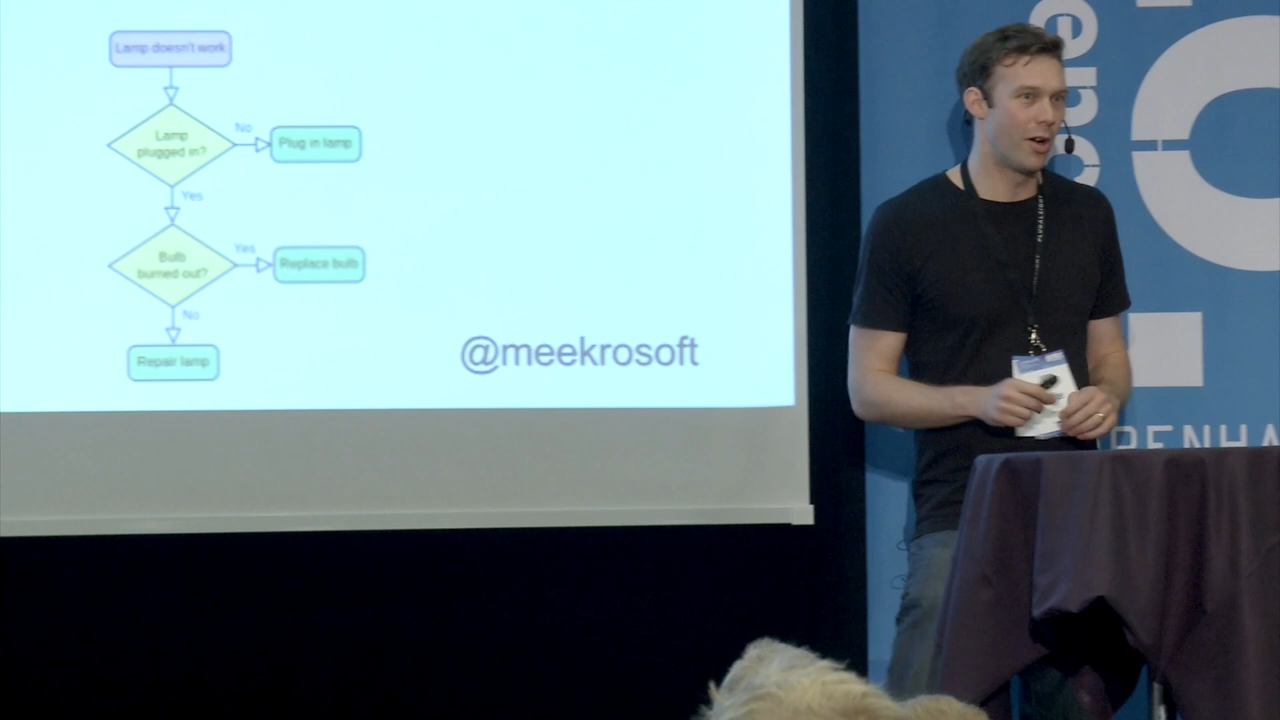 Lamp doesn't work
Lamp
plugged in?
No
Plug in lamp
Yes
Bulb
burned out?
Yes
Replace bulb
No
Repair lamp
@meekrosoft
PLURALSIGHT